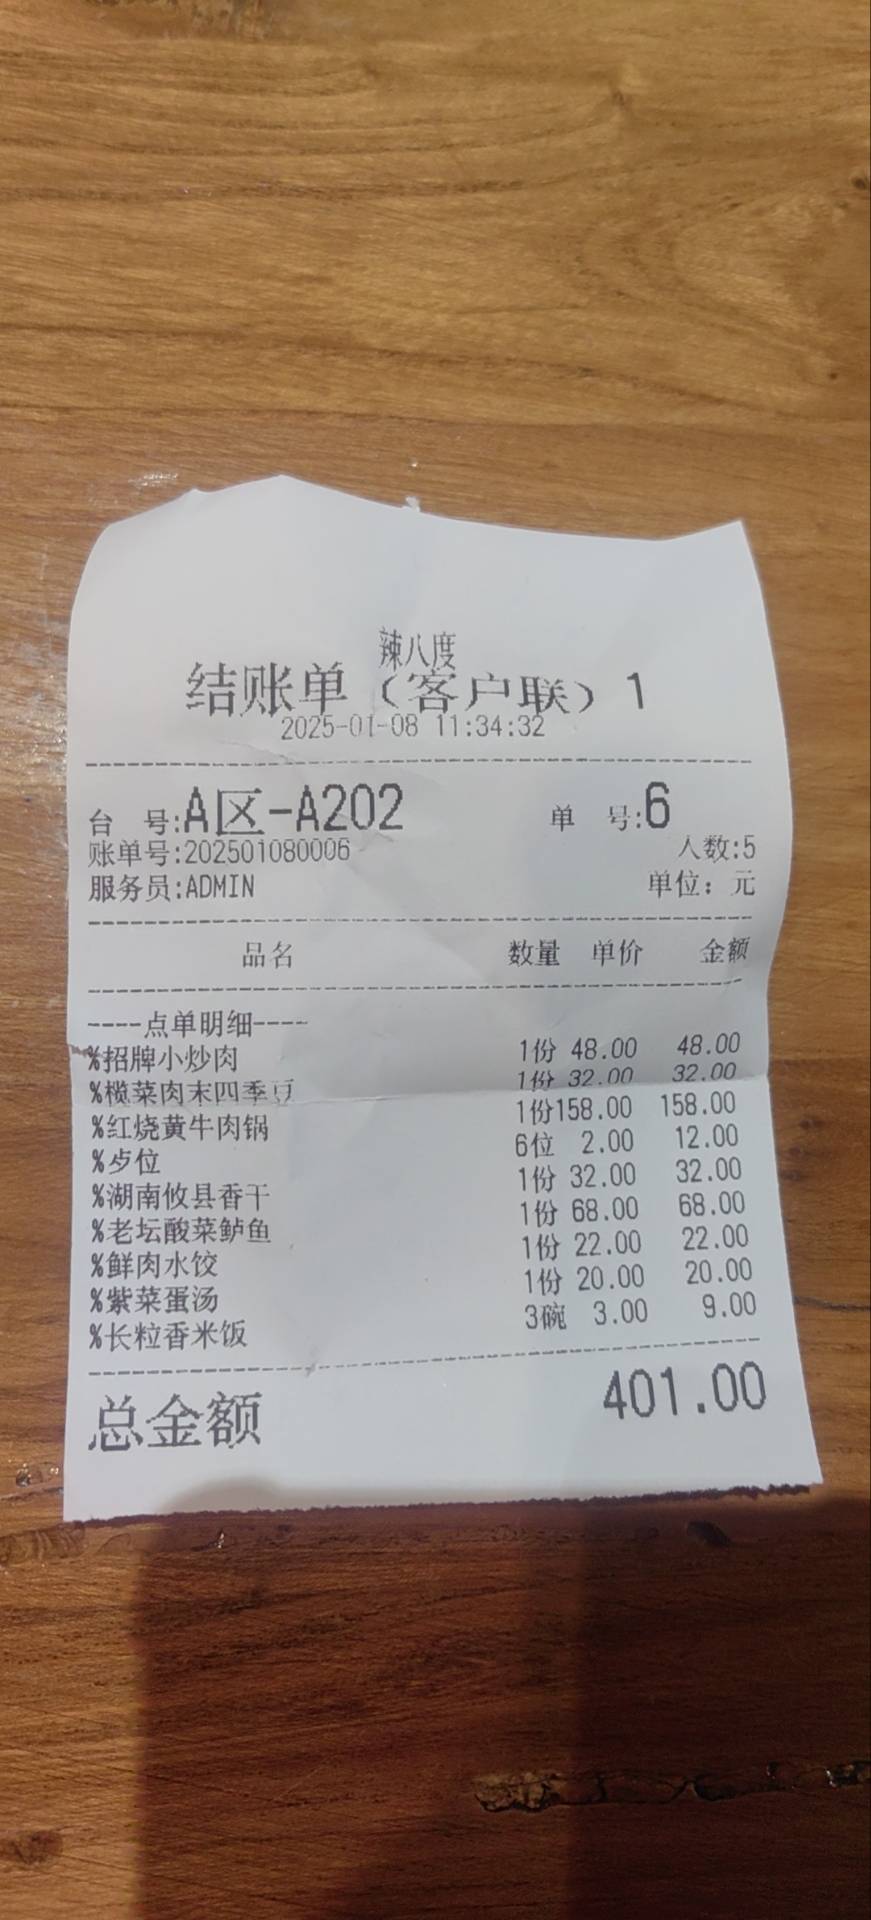 辣八度
结账单（客户联）1
2025-01-08 11:34:32
台 号:A区-A202 单 号:6
账单号:202501080006 人数:5
服务员:ADMIN 单位：元
品名 数量 单价 金额
----点单明细----
%招牌小炒肉 1份 48.00 48.00
%榄菜肉末四季豆 1份 32.00 32.00
%红烧黄牛肉锅 1份 158.00 158.00
%歺位 6位 2.00 12.00
%湖南攸县香干 1份 32.00 32.00
%老坛酸菜鲈鱼 1份 68.00 68.00
%鲜肉水饺 1份 22.00 22.00
%紫菜蛋汤 1份 20.00 20.00
%长粒香米饭 3碗 3.00 9.00
总金额 401.00